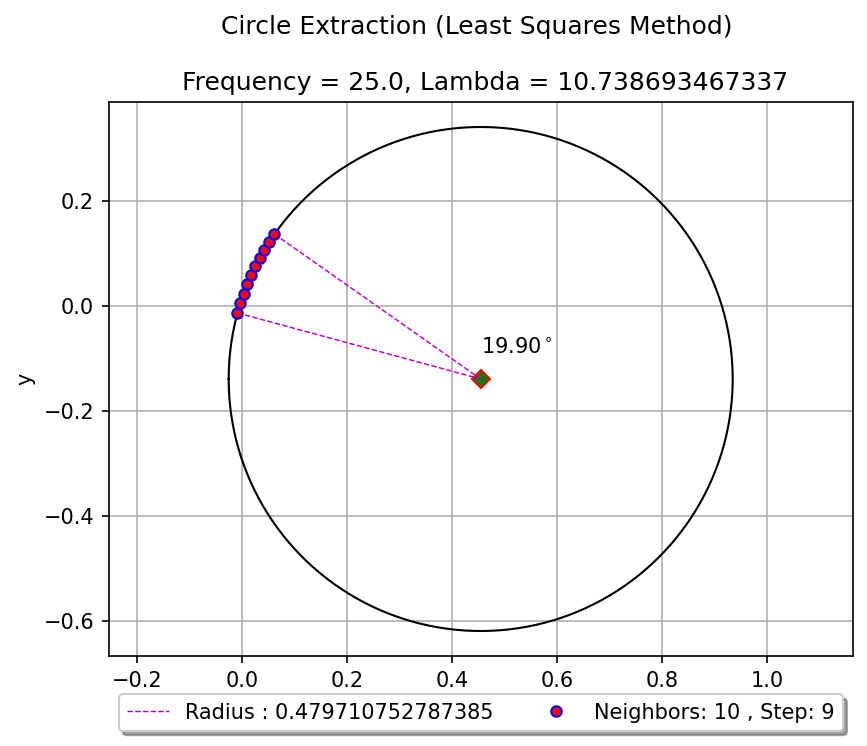 Circle Extraction (Least Squares Method)
Frequency = 25.0, Lambda = 10.738693467337
0.2
0.0
−0.2
−0.4
−0.6
y
19.90°
−0.2 0.0 0.2 0.4 0.6 0.8 1.0
Radius : 0.479710752787385 Neighbors: 10 , Step: 9